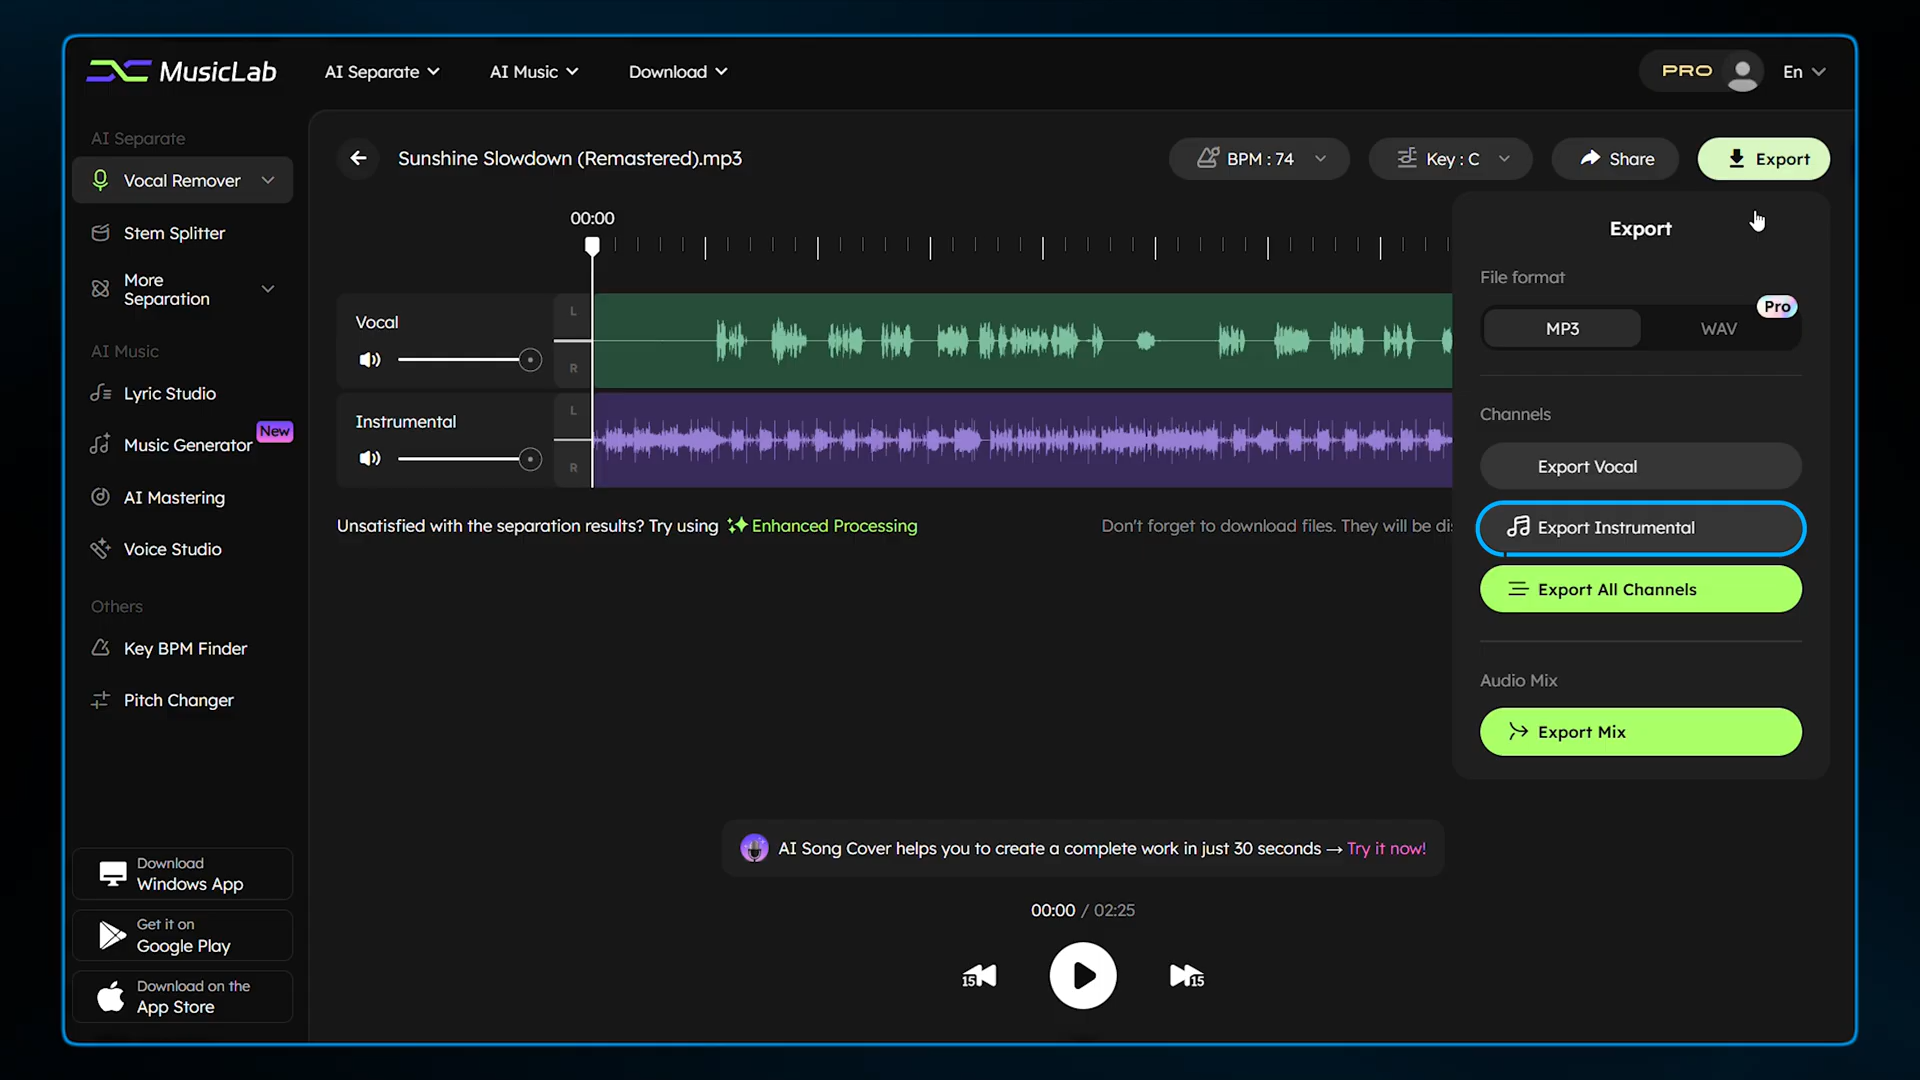 MusicLab
AI Separate
AI Music
Download
PRO
En
AI Separate
Vocal Remover
Stem Splitter
More
Separation
AI Music
Lyric Studio
Music Generator
New
AI Mastering
Voice Studio
Others
Key BPM Finder
Pitch Changer
Download
Windows App
Get it on
Google Play
Download on the
App Store
Sunshine Slowdown (Remastered).mp3
BPM : 74
Key : C
Share
Export
00:00
Vocal
L
R
Instrumental
L
R
Unsatisfied with the separation results? Try using Enhanced Processing
Don't forget to download files. They will be dis
Export
File format
Pro
MP3
WAV
Channels
Export Vocal
Export Instrumental
Export All Channels
Audio Mix
Export Mix
AI Song Cover helps you to create a complete work in just 30 seconds → Try it now!
00:00 / 02:25
15
15